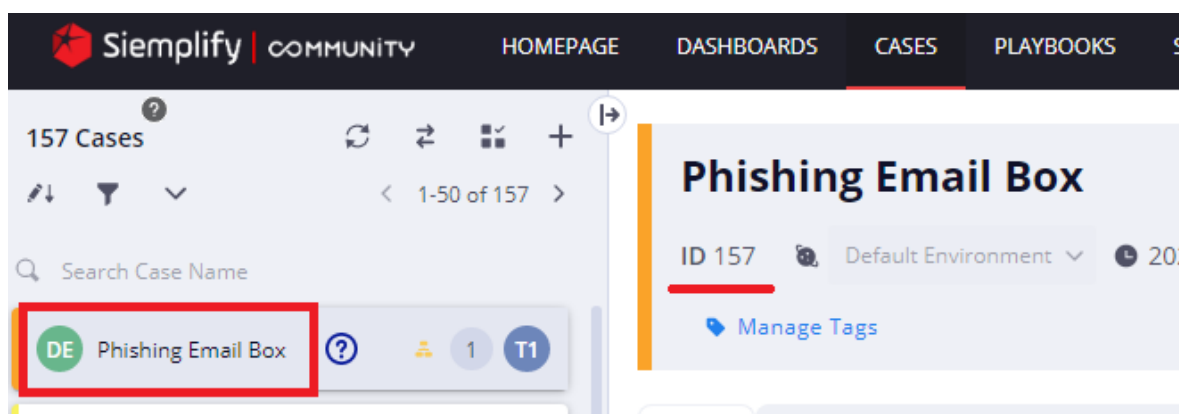 Siemplify | COMMUNITY HOMEPAGE DASHBOARDS CASES PLAYBOOKS
?
157 Cases
1-50 of 157
Search Case Name
DE Phishing Email Box ? 1 T1
Phishing Email Box
ID 157 Default Environment
Manage Tags